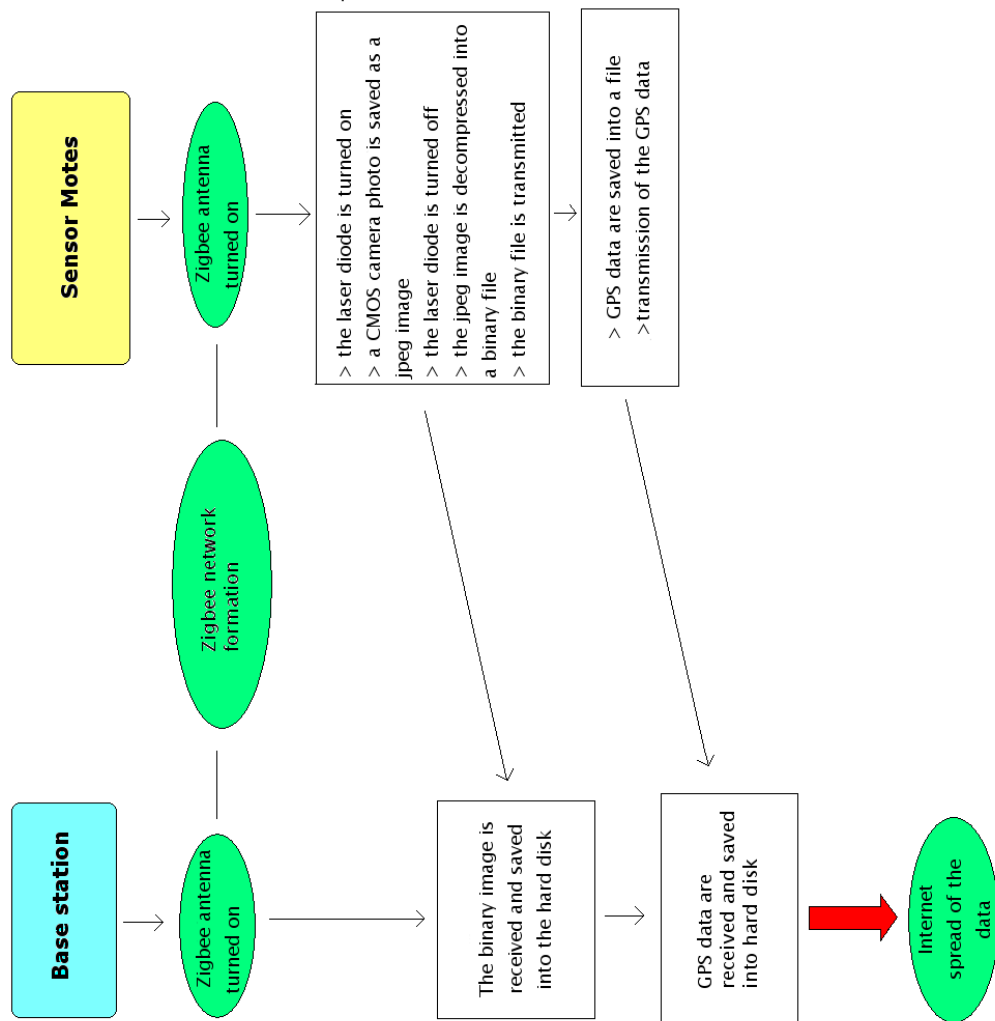 Base station
Zigbee antenna
turned on
The binary image is
received and saved
into the hard disk
GPS data are
received and saved
into hard disk
Internet
spread of the
data
Zigbee network
formation
Sensor Motes
Zigbee antenna
turned on
> the laser diode is turned on
> a CMOS camera photo is saved as a
jpeg image
> the laser diode is turned off
> the jpeg image is decompressed into
a binary file
> the binary file is transmitted
> GPS data are saved into a file
>transmission of the GPS data